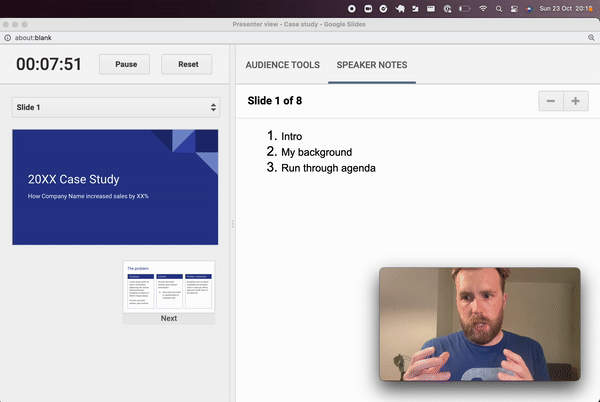 Sun 23 Oct 20:19
Presenter view - Case study - Google Slides
about:blank
00:07:51
Pause
Reset
AUDIENCE TOOLS
SPEAKER NOTES
Slide 1
Slide 1 of 8
1. Intro
2. My background
3. Run through agenda
20XX Case Study
How Company Name increased sales by XX%
The problem
Next